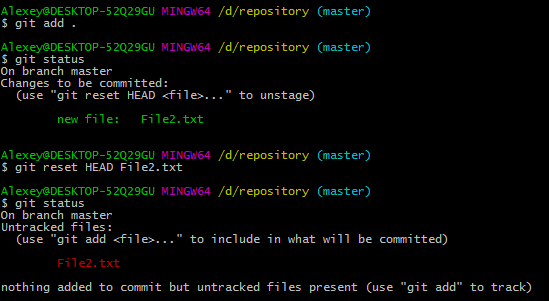 Alexey@DESKTOP-52Q29GU MINGW64 /d/repository (master)
$ git add .
Alexey@DESKTOP-52Q29GU MINGW64 /d/repository (master)
$ git status
On branch master
Changes to be committed:
  (use "git reset HEAD <file>..." to unstage)
        new file:   File2.txt
Alexey@DESKTOP-52Q29GU MINGW64 /d/repository (master)
$ git reset HEAD File2.txt
Alexey@DESKTOP-52Q29GU MINGW64 /d/repository (master)
$ git status
On branch master
Untracked files:
  (use "git add <file>..." to include in what will be committed)
        File2.txt
nothing added to commit but untracked files present (use "git add" to track)